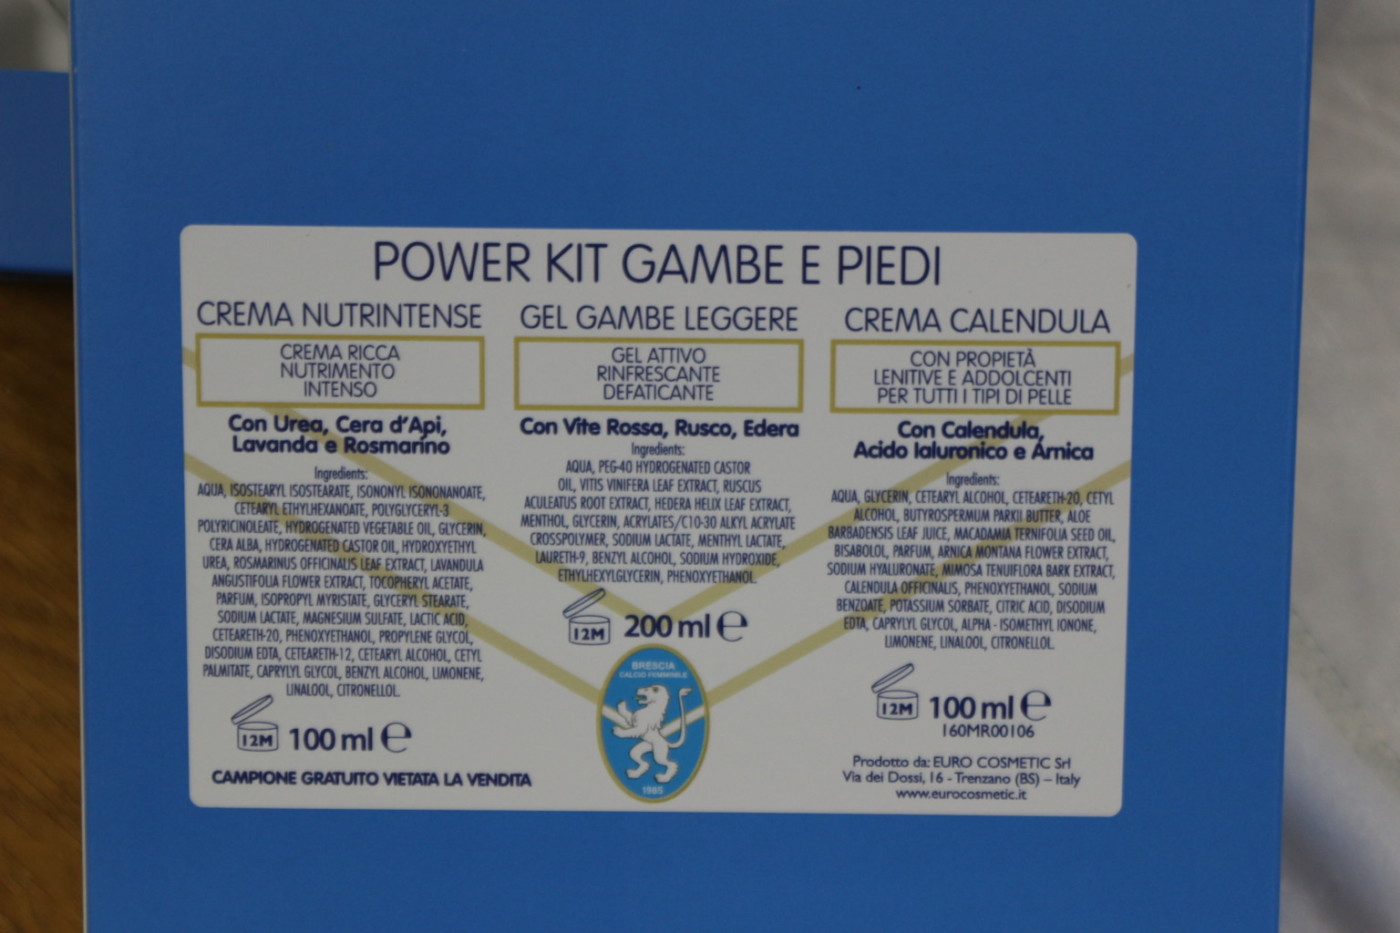 POWER KIT GAMBE E PIEDI
CREMA NUTRINTENSE
CREMA RICCA
NUTRIMENTO
INTENSO
Con Urea, Cera d'Api,
Lavanda e Rosmarino
Ingredients:
AQUA, ISOSTEARYL ISOSTEARATE, ISONONYL ISONONANOATE,
CETEARYL ETHYLHEXANOATE, POLYGLYCERYL-3
POLYRICINOLEATE, HYDROGENATED VEGETABLE OIL, GLYCERIN,
CERA ALBA, HYDROGENATED CASTOR OIL, HYDROXYETHYL
UREA, ROSMARINUS OFFICINALIS LEAF EXTRACT, LAVANDULA
ANGUSTIFOLIA FLOWER EXTRACT, TOCOPHERYL ACETATE,
PARFUM, ISOPROPYL MYRISTATE, GLYCERYL STEARATE,
SODIUM LACTATE, MAGNESIUM SULFATE, LACTIC ACID,
CETEARETH-20, PHENOXYETHANOL, PROPYLENE GLYCOL,
DISODIUM EDTA, CETEARETH-12, CETEARYL ALCOHOL, CETYL
PALMITATE, CAPRYLYL GLYCOL, BENZYL ALCOHOL, LIMONENE,
LINALOOL, CITRONELLOL.
12M 100 ml e
CAMPIONE GRATUITO VIETATA LA VENDITA
GEL GAMBE LEGGERE
GEL ATTIVO
RINFRESCANTE
DEFATICANTE
Con Vite Rossa, Rusco, Edera
Ingredients:
AQUA, PEG-40 HYDROGENATED CASTOR
OIL, VITIS VINIFERA LEAF EXTRACT, RUSCUS
ACULEATUS ROOT EXTRACT, HEDERA HELIX LEAF EXTRACT,
MENTHOL, GLYCERIN, ACRYLATES/C10-30 ALKYL ACRYLATE
CROSSPOLYMER, SODIUM LACTATE, MENTHYL LACTATE,
LAURETH-9, BENZYL ALCOHOL, SODIUM HYDROXIDE,
ETHYLHEXYLGLYCERIN, PHENOXYETHANOL.
12M 200 ml e
BRESCIA
CALCIO FEMMINILE
1985
CREMA CALENDULA
CON PROPIETÀ
LENITIVE E ADDOLCENTI
PER TUTTI I TIPI DI PELLE
Con Calendula,
Acido Ialuronico e Arnica
Ingredients:
AQUA, GLYCERIN, CETEARYL ALCOHOL, CETEARETH-20, CETYL
ALCOHOL, BUTYROSPERMUM PARKII BUTTER, ALOE
BARBADENSIS LEAF JUICE, MACADAMIA TERNIFOLIA SEED OIL,
BISABOLOL, PARFUM, ARNICA MONTANA FLOWER EXTRACT,
SODIUM HYALURONATE, MIMOSA TENUIFLORA BARK EXTRACT,
CALENDULA OFFICINALIS, PHENOXYETHANOL, SODIUM
BENZOATE, POTASSIUM SORBATE, CITRIC ACID, DISODIUM
EDTA, CAPRYLYL GLYCOL, ALPHA - ISOMETHYL IONONE,
LIMONENE, LINALOOL, CITRONELLOL.
12M 100 ml e
160MR00106
Prodotto da: EURO COSMETIC Srl
Via dei Dossi, 16 - Trenzano (BS) – Italy
www.eurocosmetic.it